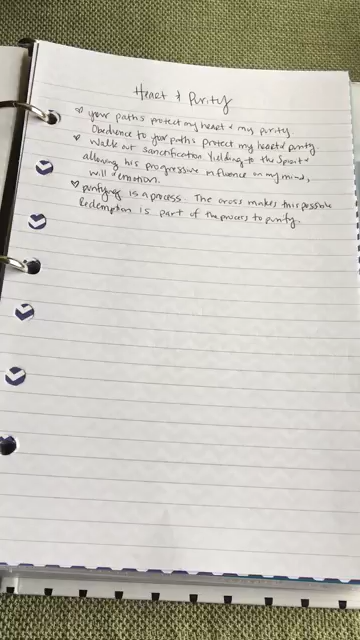 Heart & Purity
♡ your paths protect my heart & my purity
Obedience to your paths protect my heart & purity
♡ Walk out sanctification. Yielding to the Spirit &
allowing his progressive influence on my mind,
will & emotion.
♡ purifying is a process. The cross makes this possible
Redemption is part of the process to purify.